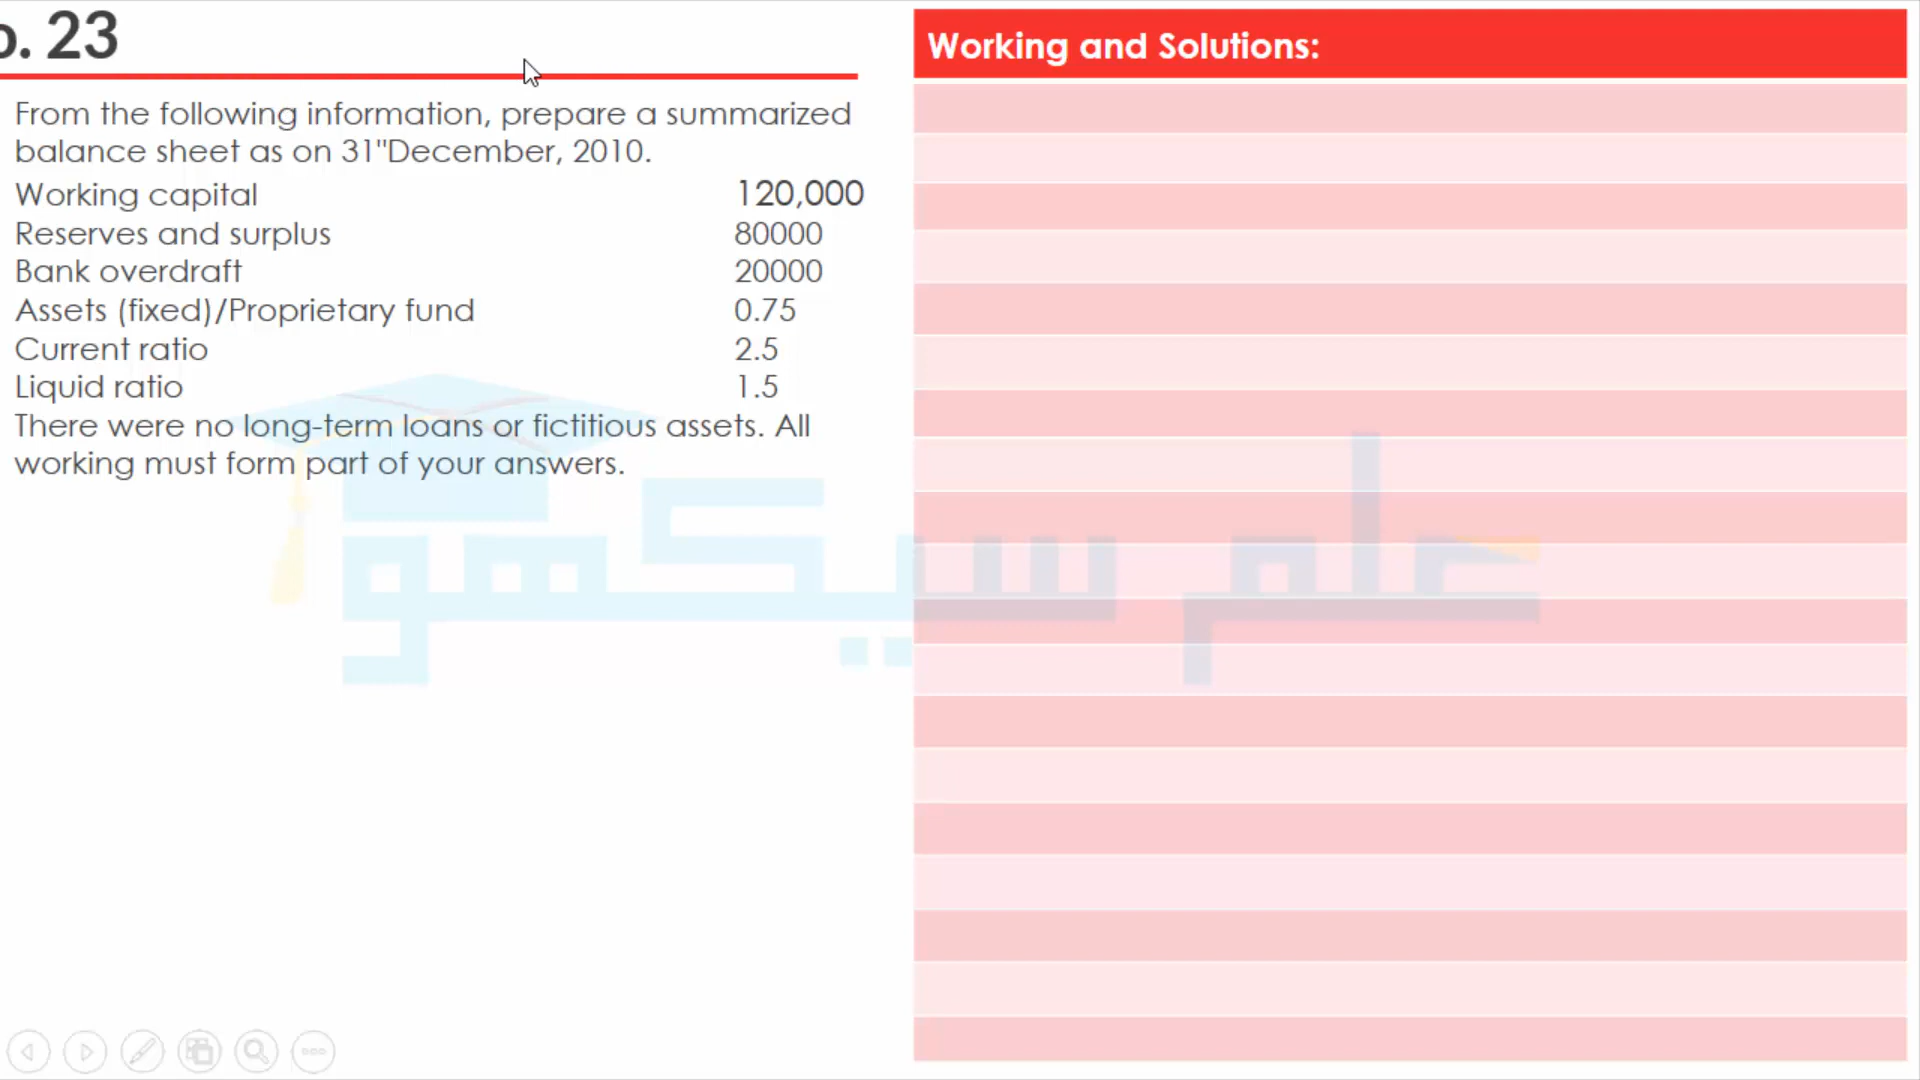 o. 23
From the following information, prepare a summarized
balance sheet as on 31"December, 2010.
Working capital 120,000
Reserves and surplus 80000
Bank overdraft 20000
Assets (fixed)/Proprietary fund 0.75
Current ratio 2.5
Liquid ratio 1.5
There were no long-term loans or fictitious assets. All
working must form part of your answers.
Working and Solutions:
علم سیکھو